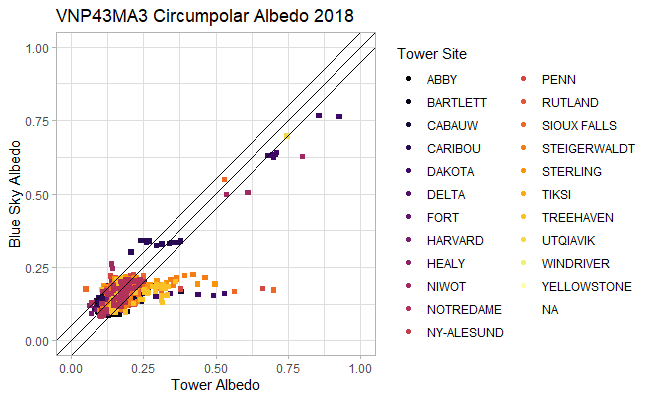 VNP43MA3 Circumpolar Albedo 2018
1.00
0.75
0.50
0.25
0.00
Blue Sky Albedo
0.00 0.25 0.50 0.75 1.00
Tower Albedo
Tower Site
ABBY
BARTLETT
CABAUW
CARIBOU
DAKOTA
DELTA
FORT
HARVARD
HEALY
NIWOT
NOTREDAME
NY-ALESUND
PENN
RUTLAND
SIOUX FALLS
STEIGERWALDT
STERLING
TIKSI
TREEHAVEN
UTQIAVIK
WINDRIVER
YELLOWSTONE
NA